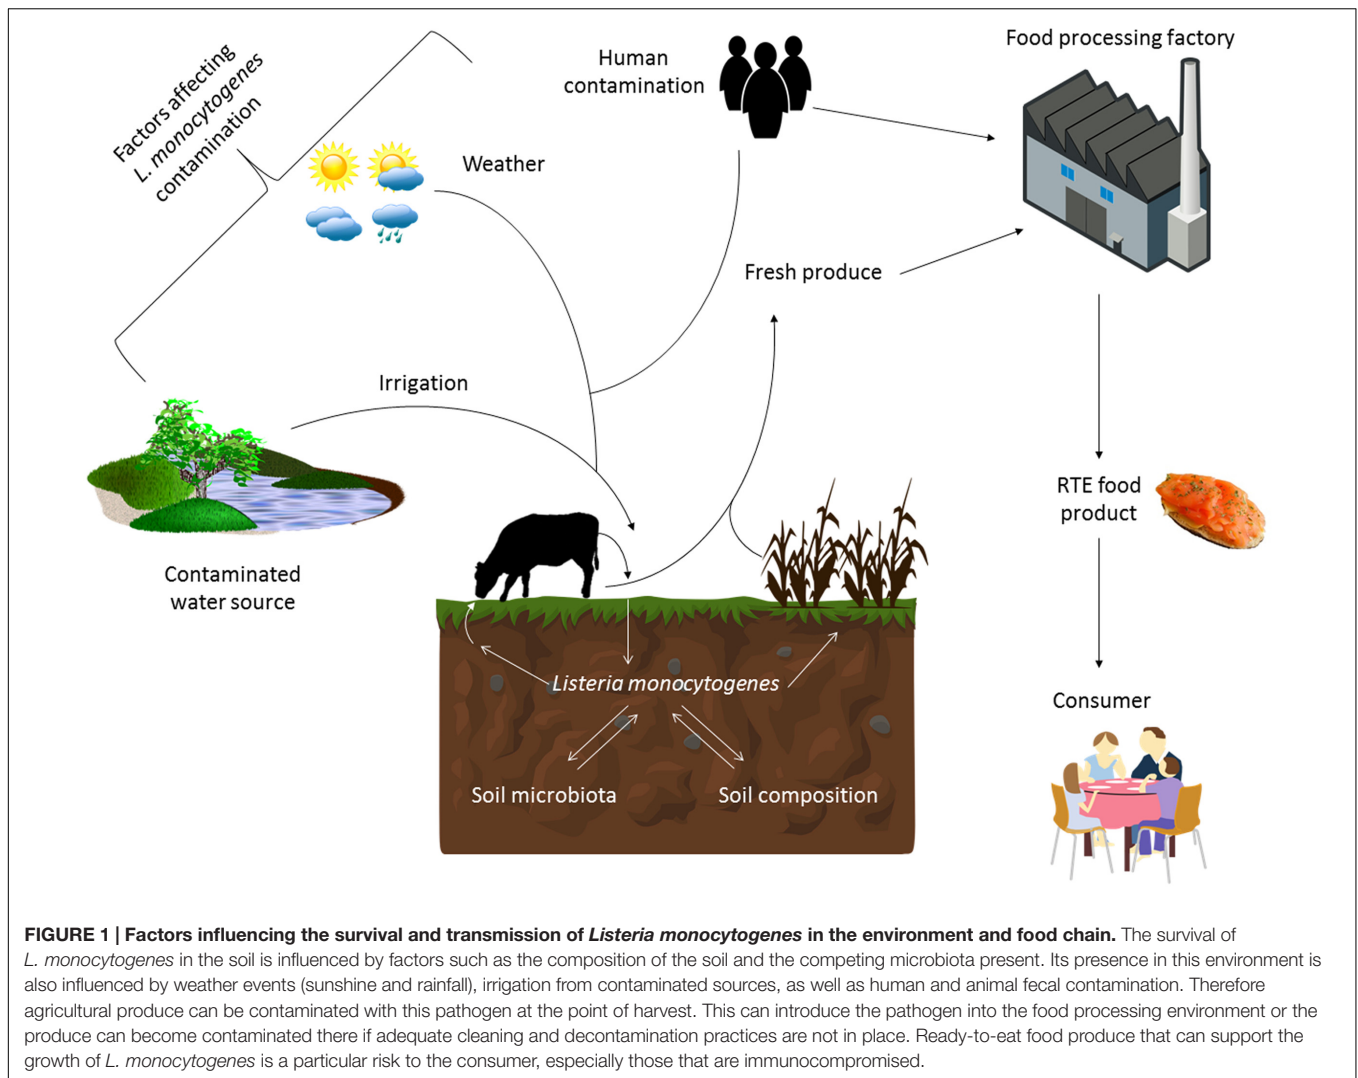 Factors affecting
L. monocytogenes
contamination
Weather
Human
contamination
Food processing factory
Fresh produce
Irrigation
Contaminated
water source
RTE food
product
Listeria monocytogenes
Soil microbiota
Soil composition
Consumer
FIGURE 1 | Factors influencing the survival and transmission of Listeria monocytogenes in the environment and food chain. The survival of
L. monocytogenes in the soil is influenced by factors such as the composition of the soil and the competing microbiota present. Its presence in this environment is
also influenced by weather events (sunshine and rainfall), irrigation from contaminated sources, as well as human and animal fecal contamination. Therefore
agricultural produce can be contaminated with this pathogen at the point of harvest. This can introduce the pathogen into the food processing environment or the
produce can become contaminated there if adequate cleaning and decontamination practices are not in place. Ready-to-eat food produce that can support the
growth of L. monocytogenes is a particular risk to the consumer, especially those that are immunocompromised.